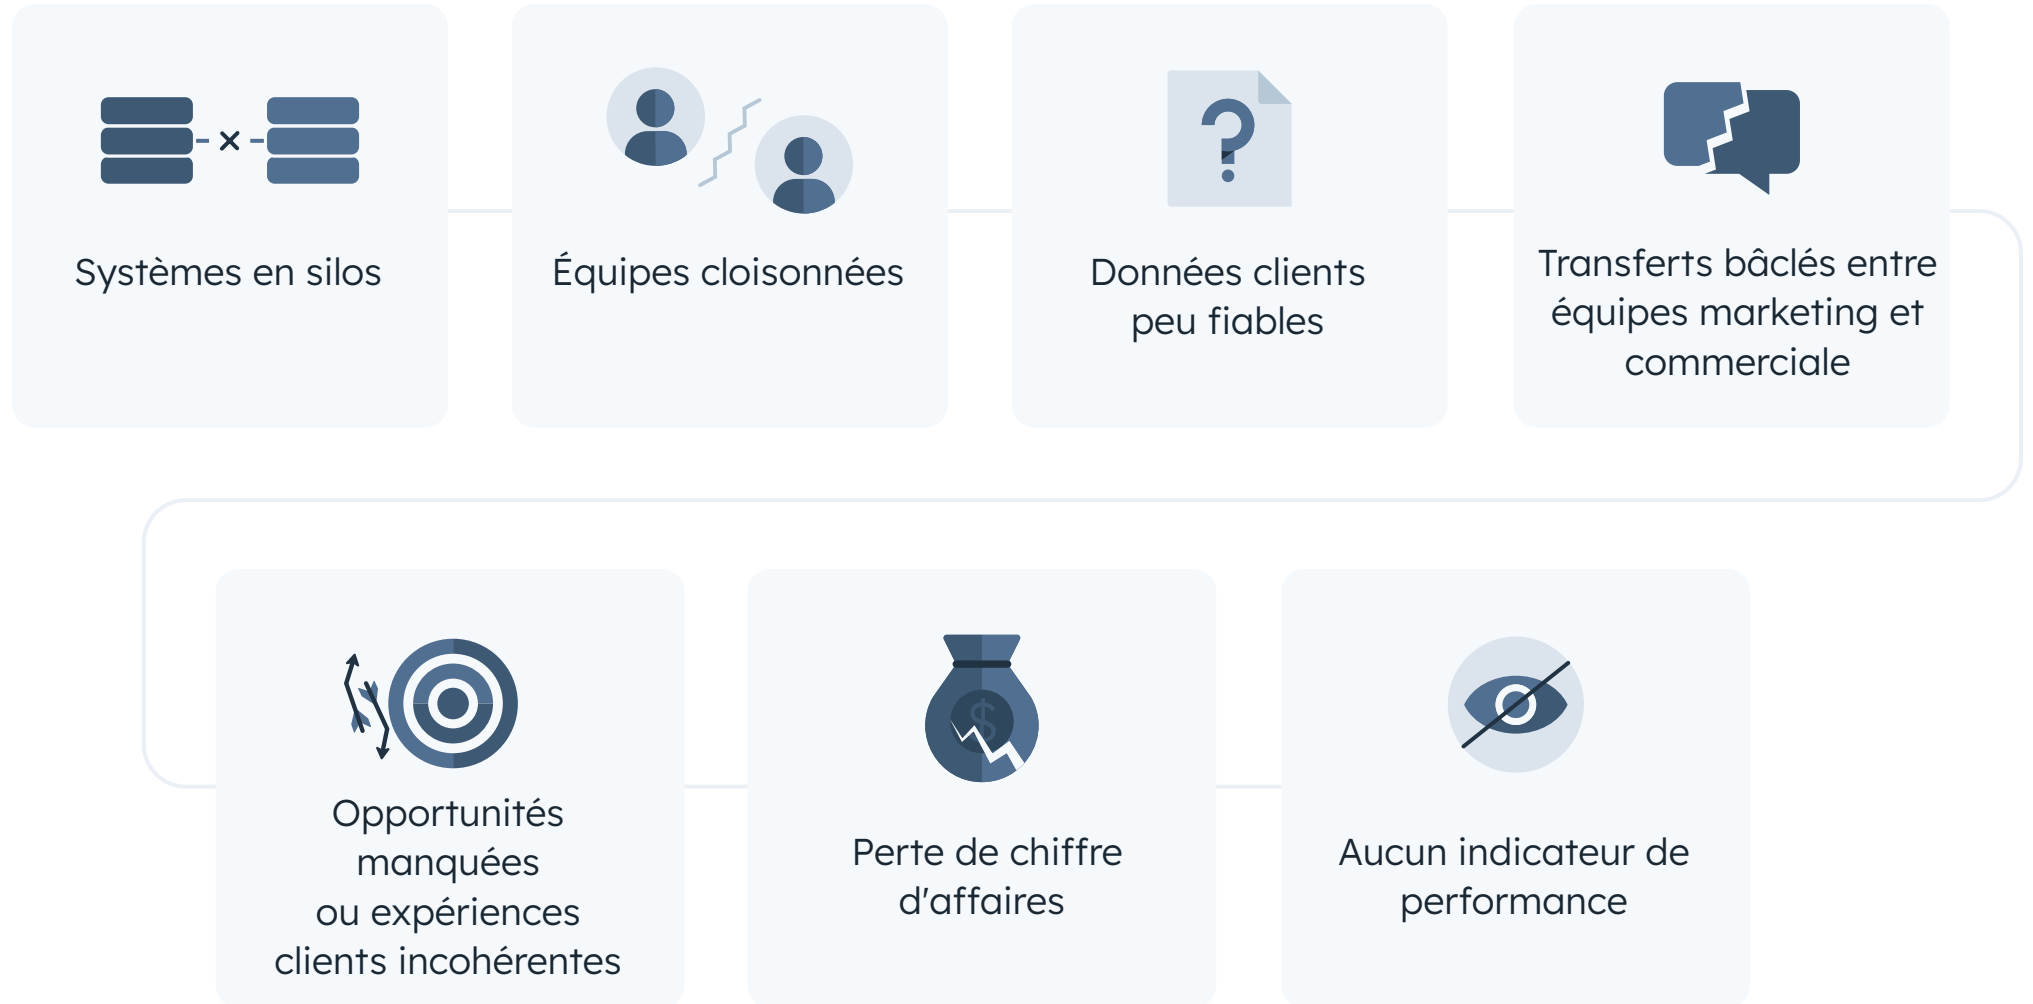 Systèmes en silos
Équipes cloisonnées
Données clients
peu fiables
Transferts bâclés entre
équipes marketing et
commerciale
Opportunités
manquées
ou expériences
clients incohérentes
Perte de chiffre
d'affaires
Aucun indicateur de
performance